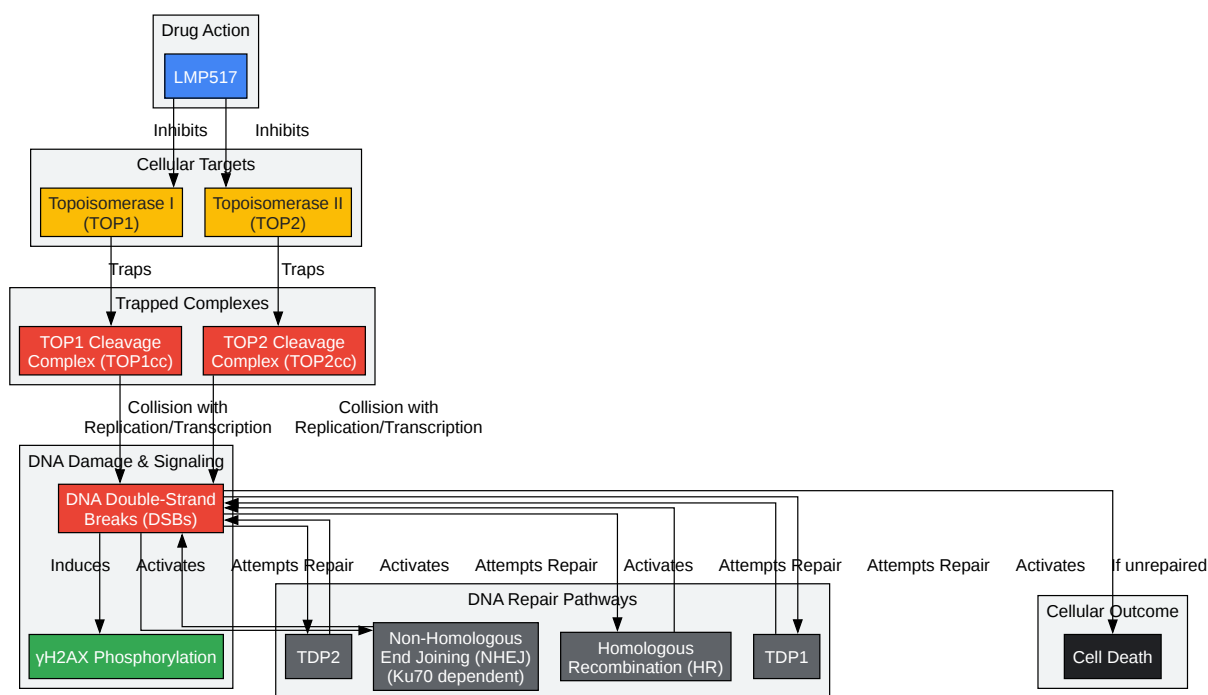 Drug Action
LMP517
Inhibits
Inhibits
Cellular Targets
Topoisomerase I
(TOP1)
Topoisomerase II
(TOP2)
Traps
Traps
Trapped Complexes
TOP1 Cleavage
Complex (TOP1cc)
TOP2 Cleavage
Complex (TOP2cc)
Collision with
Replication/Transcription
Collision with
Replication/Transcription
DNA Damage & Signaling
DNA Double-Strand
Breaks (DSBs)
Induces
Activates
Attempts Repair
Activates
Attempts Repair
Activates
Attempts Repair
Attempts Repair
Activates
If unrepaired
DNA Repair Pathways
Cellular Outcome
γH2AX Phosphorylation
TDP2
Non-Homologous
End Joining (NHEJ)
(Ku70 dependent)
Homologous
Recombination (HR)
TDP1
Cell Death